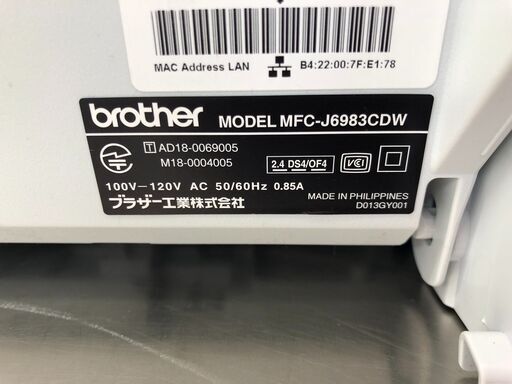 MAC Address LAN B4:22:00:7F:E1:78
brother MODEL MFC-J6983CDW
T AD18-0069005
M18-0004005
2.4 DS4/OF4 VCCI
100V－120V AC 50/60Hz 0.85A
MADE IN PHILIPPINES
ブラザー工業株式会社
D013GY001